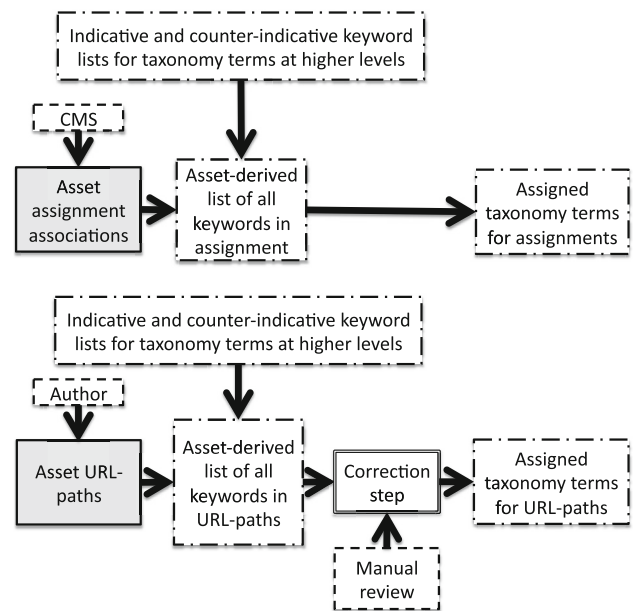 Indicative and counter-indicative keyword
lists for taxonomy terms at higher levels
CMS
Asset
assignment
associations
Asset-derived
list of all
keywords in
assignment
Assigned
taxonomy terms
for assignments
Indicative and counter-indicative keyword
lists for taxonomy terms at higher levels
Author
Asset URL-
paths
Asset-derived
list of all
keywords in
URL-paths
Correction
step
Assigned
taxonomy terms
for URL-paths
Manual
review